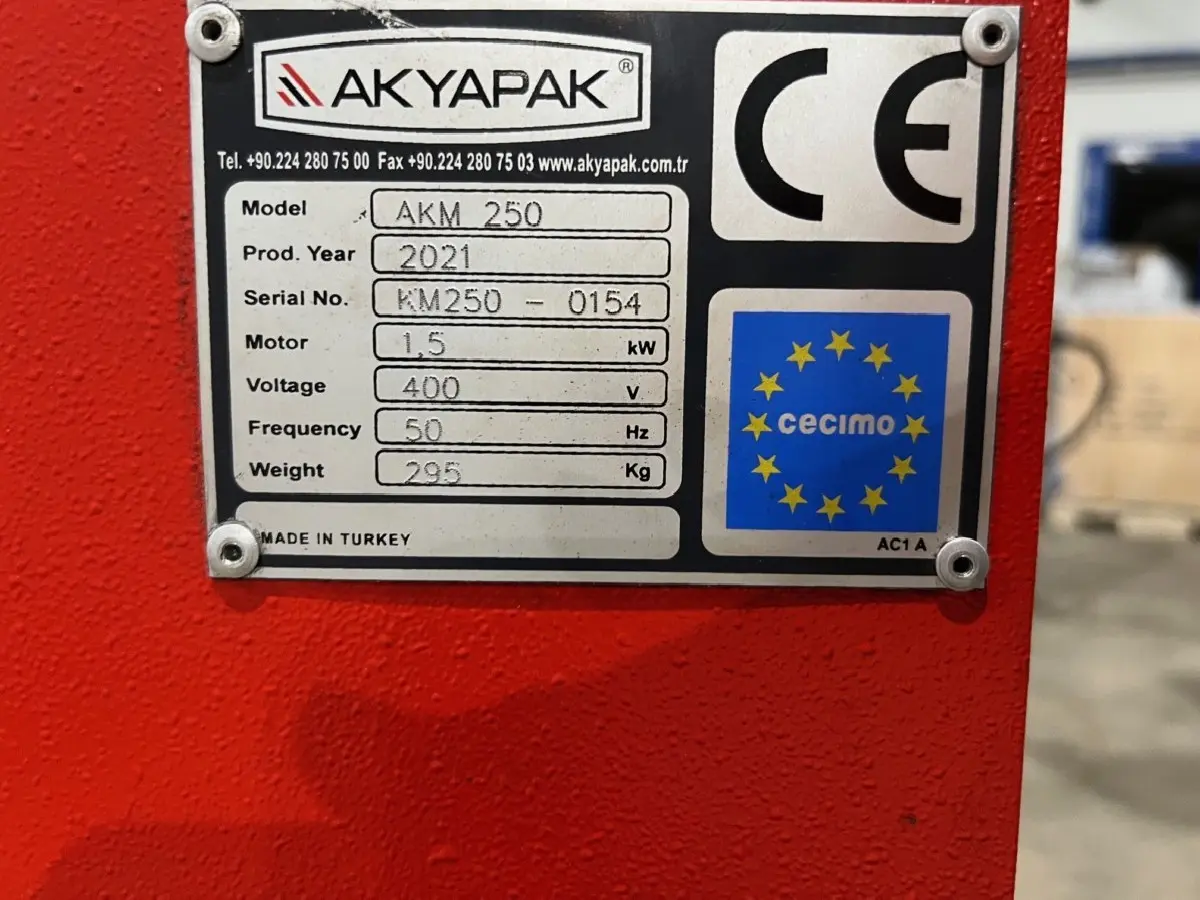 AKYAPAK®
Tel. +90.224 280 75 00 Fax +90.224 280 75 03 www.akyapak.com.tr
CE
Model AKM 250
Prod. Year 2021
Serial No. KM250 - 0154
Motor 1,5 kW
Voltage 400 V
Frequency 50 Hz
Weight 295 Kg
MADE IN TURKEY
cecimo
AC1 A